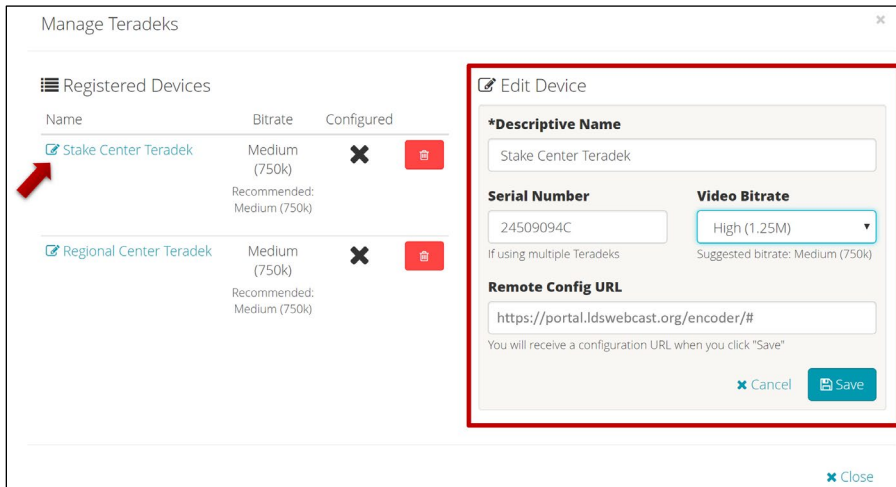 Manage Teradeks
×
Registered Devices
Name Bitrate Configured
Stake Center Teradek
Medium
(750k)
Recommended:
Medium (750k)
Regional Center Teradek
Medium
(750k)
Recommended:
Medium (750k)
Edit Device
*Descriptive Name
Stake Center Teradek
Serial Number Video Bitrate
24509094C High (1.25M)
If using multiple Teradeks Suggested bitrate: Medium (750k)
Remote Config URL
https://portal.ldswebcast.org/encoder/#
You will receive a configuration URL when you click "Save"
Cancel Save
Close